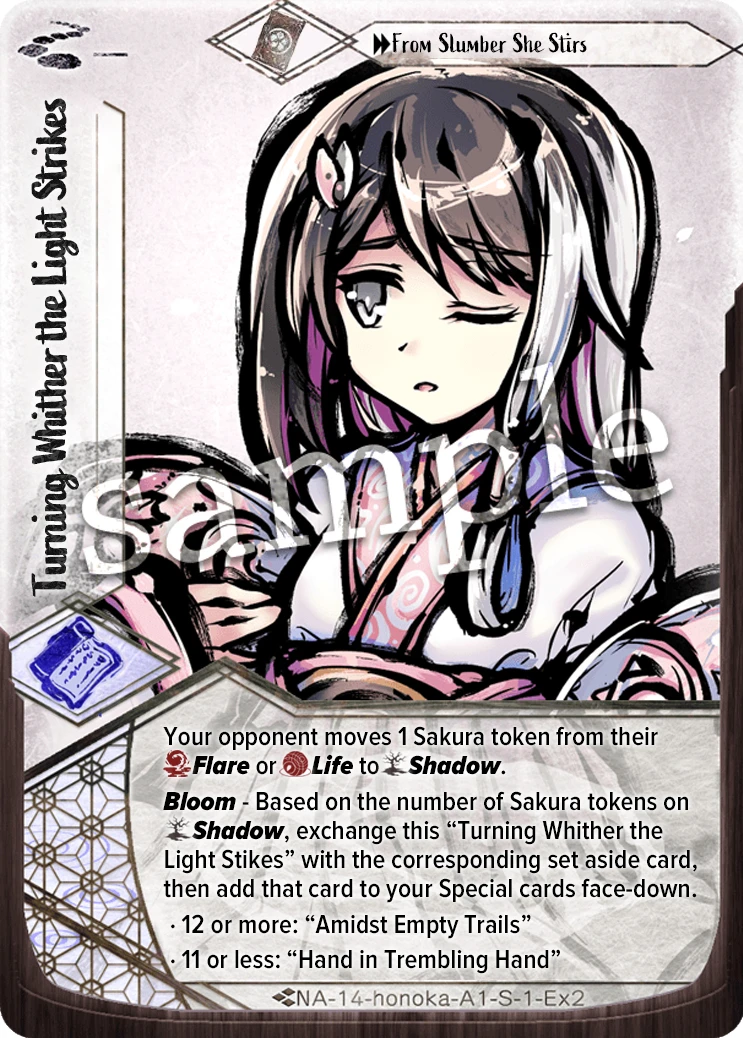 From Slumber She Stirs
Turning Whither the Light Strikes
sample
Your opponent moves 1 Sakura token from their
Flare or Life to Shadow.
Bloom - Based on the number of Sakura tokens on
Shadow, exchange this “Turning Whither the
Light Stikes” with the corresponding set aside card,
then add that card to your Special cards face-down.
· 12 or more: “Amidst Empty Trails”
· 11 or less: “Hand in Trembling Hand”
NA-14-honoka-A1-S-1-Ex2